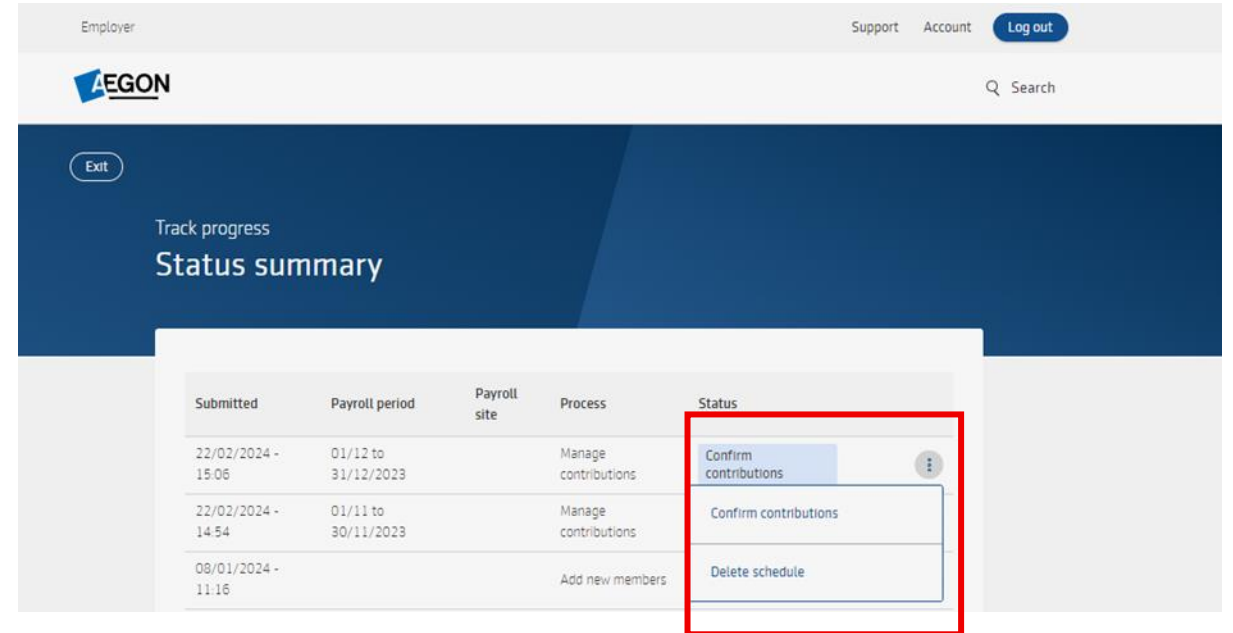 Employer
Support Account Log out
AEGON
Search
Exit
Track progress
Status summary
Submitted Payroll period Payroll site Process Status
22/02/2024 - 15:06 01/12 to 31/12/2023 Manage contributions Confirm contributions
22/02/2024 - 14:54 01/11 to 30/11/2023 Manage contributions
Confirm contributions
08/01/2024 - 11:16 Add new members
Delete schedule